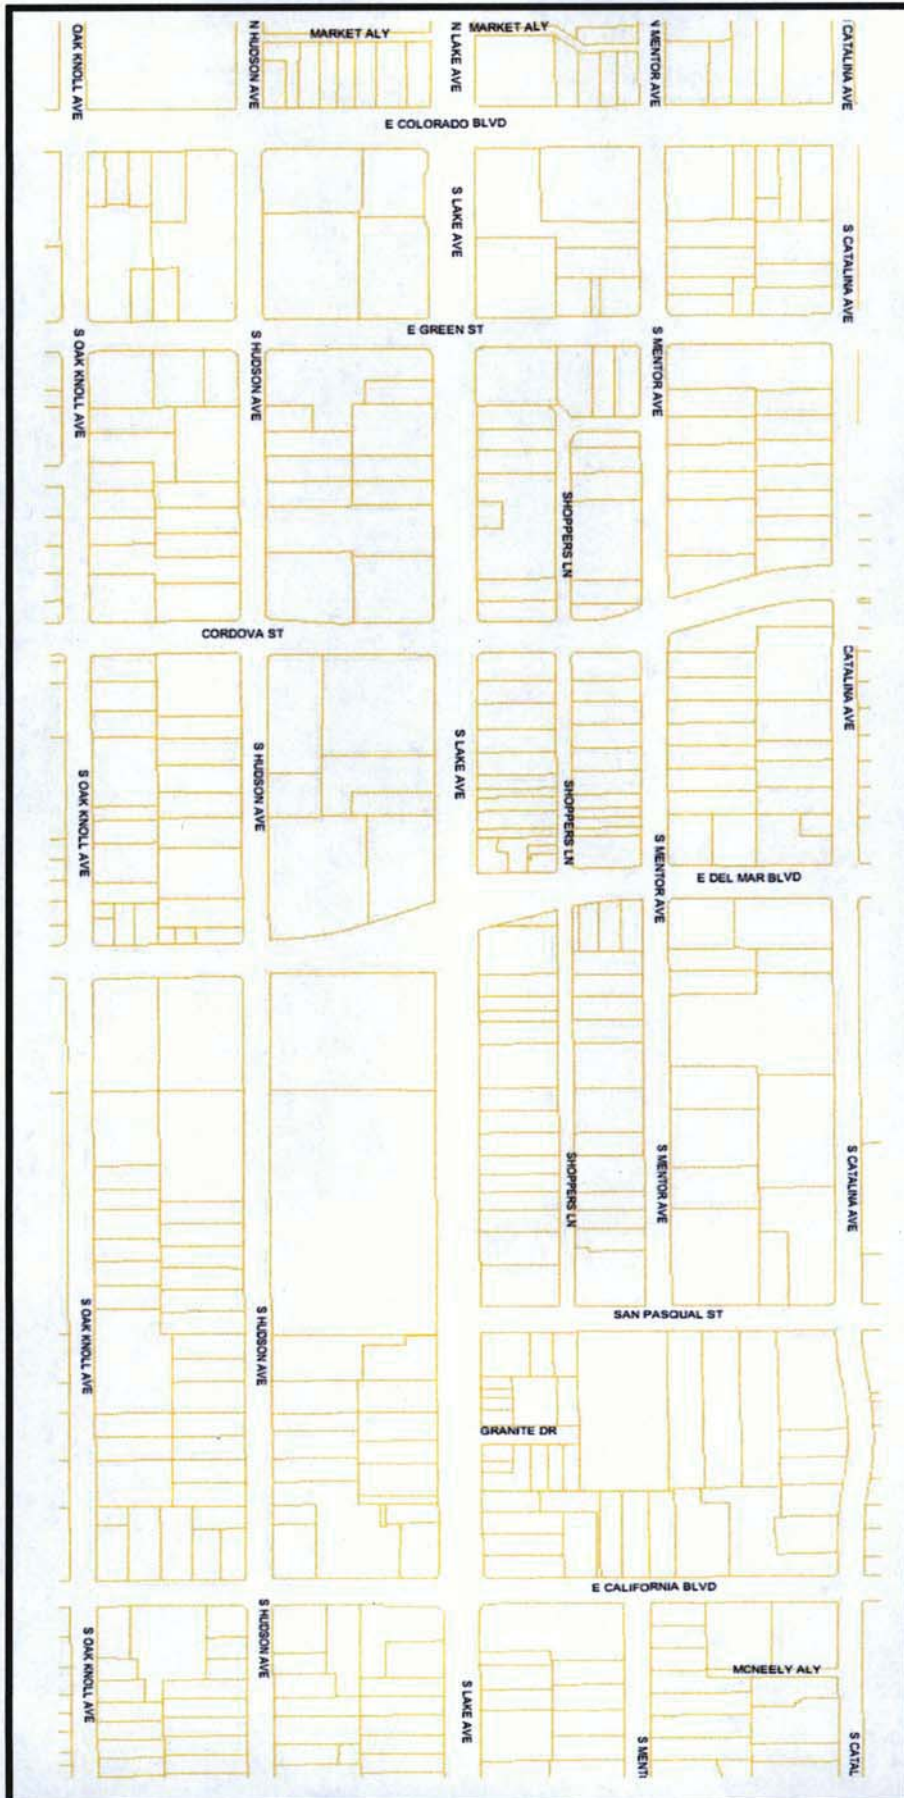 OAK KNOLL AVE
N HUDSON AVE
MARKET ALY
N LAKE AVE
MARKET ALY
N MENTOR AVE
CATALINA AVE
E COLORADO BLVD
S LAKE AVE
S CATALINA AVE
E GREEN ST
S OAK KNOLL AVE
S HUDSON AVE
S MENTOR AVE
SHOPPERS LN
CORDOVA ST
CATALINA AVE
S OAK KNOLL AVE
S HUDSON AVE
S LAKE AVE
SHOPPERS LN
S MENTOR AVE
E DEL MAR BLVD
SHOPPERS LN
S MENTOR AVE
S CATALINA AVE
SAN PASQUAL ST
S OAK KNOLL AVE
S HUDSON AVE
GRANITE DR
E CALIFORNIA BLVD
S OAK KNOLL AVE
S HUDSON AVE
S LAKE AVE
MCNEELY ALY
S MENT
S CATAL